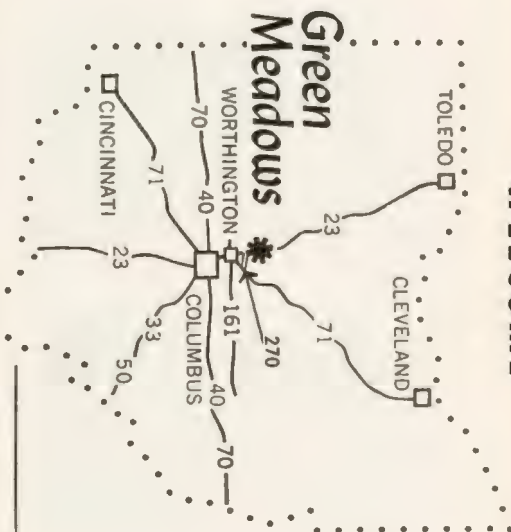 TOLEDO
CLEVELAND
23
71
Green
Meadows
270
WORTHINGTON
161
70
40
COLUMBUS
40
70
71
CINCINNATI
23
33
50